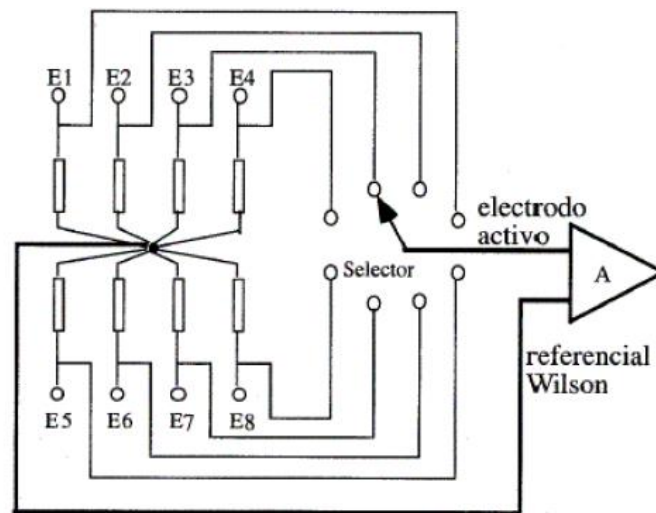 E1 E2 E3 E4
electrodo
activo
Selector
A
referencial
Wilson
E5 E6 E7 E8